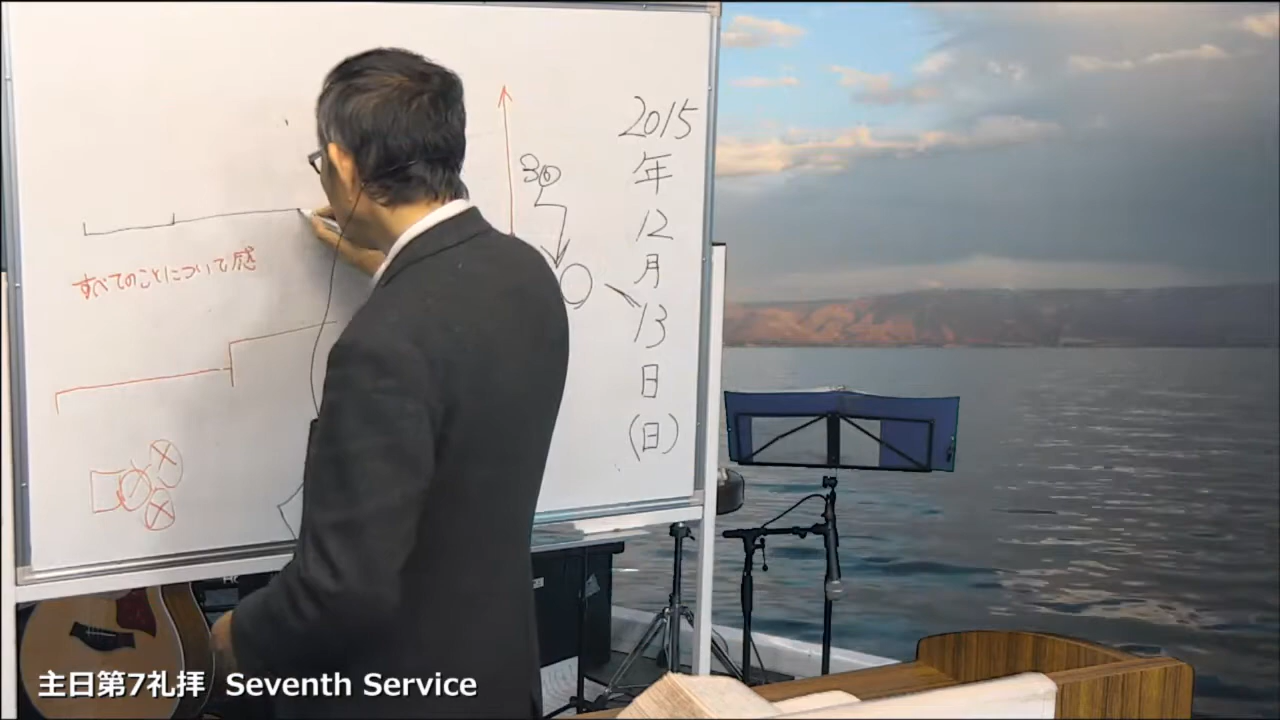 2015
年
12
月
13
日
(日)
30
すべてのことについて感
主日第7礼拝 Seventh Service